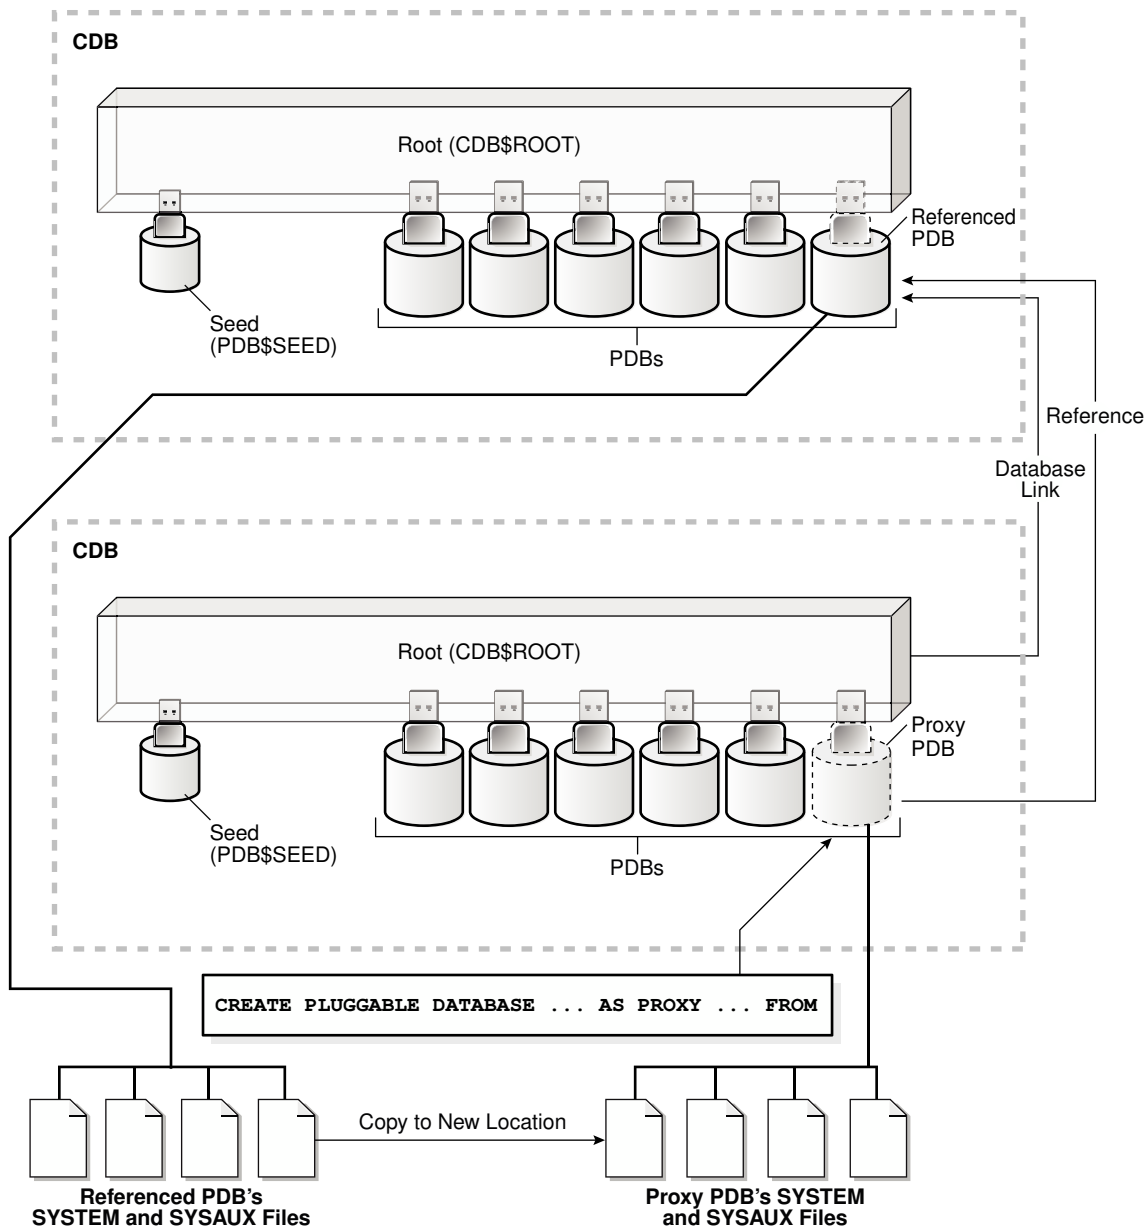 CDB
Root (CDB$ROOT)
Referenced
PDB
Seed
(PDB$SEED)
PDBs
Reference
Database
Link
CDB
Root (CDB$ROOT)
Proxy
PDB
Seed
(PDB$SEED)
PDBs
CREATE PLUGGABLE DATABASE ... AS PROXY ... FROM
Copy to New Location
Referenced PDB's
SYSTEM and SYSAUX Files
Proxy PDB's SYSTEM
and SYSAUX Files